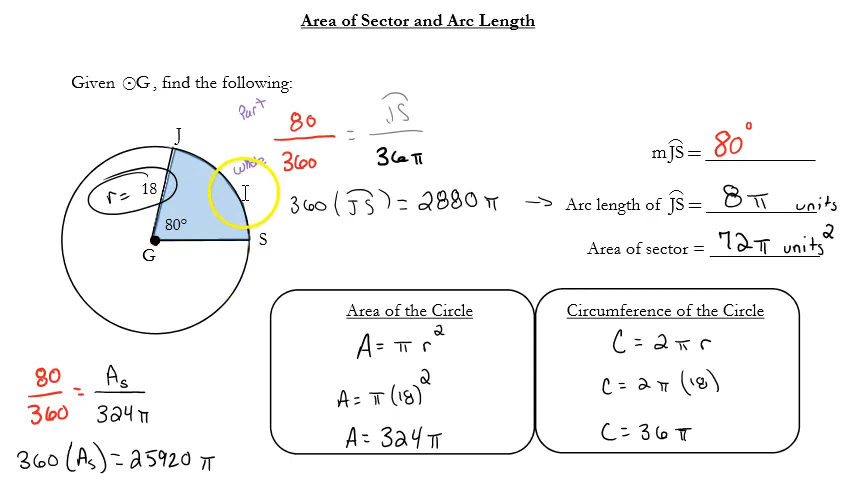 Area of Sector and Arc Length
Given ⊙G, find the following:
Part
80/360 = JS⌢/36π
whole
360(JS⌢) = 2880π →
mJS⌢ = 80°
Arc length of JS⌢ = 8π units
Area of sector = 72π units²
J
r = 18
80°
G
S
Area of the Circle
A = πr²
A = π(18)²
A = 324π
Circumference of the Circle
C = 2πr
C = 2π(18)
C = 36π
80/360 = Aₛ/324π
360(Aₛ) = 25920π